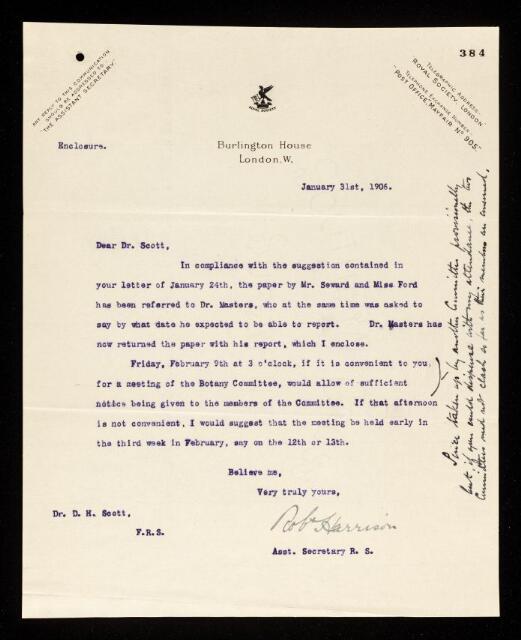 384
ANY REPLY TO THIS COMMUNICATION
SHOULD BE ADDRESSED TO
"THE ASSISTANT SECRETARY"
TELEGRAPHIC ADDRESS:-
"ROYAL SOCIETY, LONDON"
TELEPHONE EXCHANGE NUMBER:-
"POST OFFICE" MAYFAIR No 905"
Enclosure.
Burlington House
London, W.
January 31st, 1906.
Dear Dr. Scott,
In compliance with the suggestion contained in
your letter of January 24th, the paper by Mr. Seward and Miss Ford
has been referred to Dr. Masters, who at the same time was asked to
say by what date he expected to be able to report. Dr. Masters has
now returned the paper with his report, which I enclose.
Friday, February 9th at 3 o'clock, if it is convenient to you,
for a meeting of the Botany Committee, would allow of sufficient
notice being given to the members of the Committee. If that afternoon
is not convenient, I would suggest that the meeting be held early in
the third week in February, say on the 12th or 13th.
Believe me,
Very truly yours,
Robt Harrison
Dr. D. H. Scott,
F.R.S.
Asst. Secretary R. S.
Since taken up by another Committee provisionally
but, if you could dispense with my attendance, the two
Committees need not clash as far as their members are concerned.